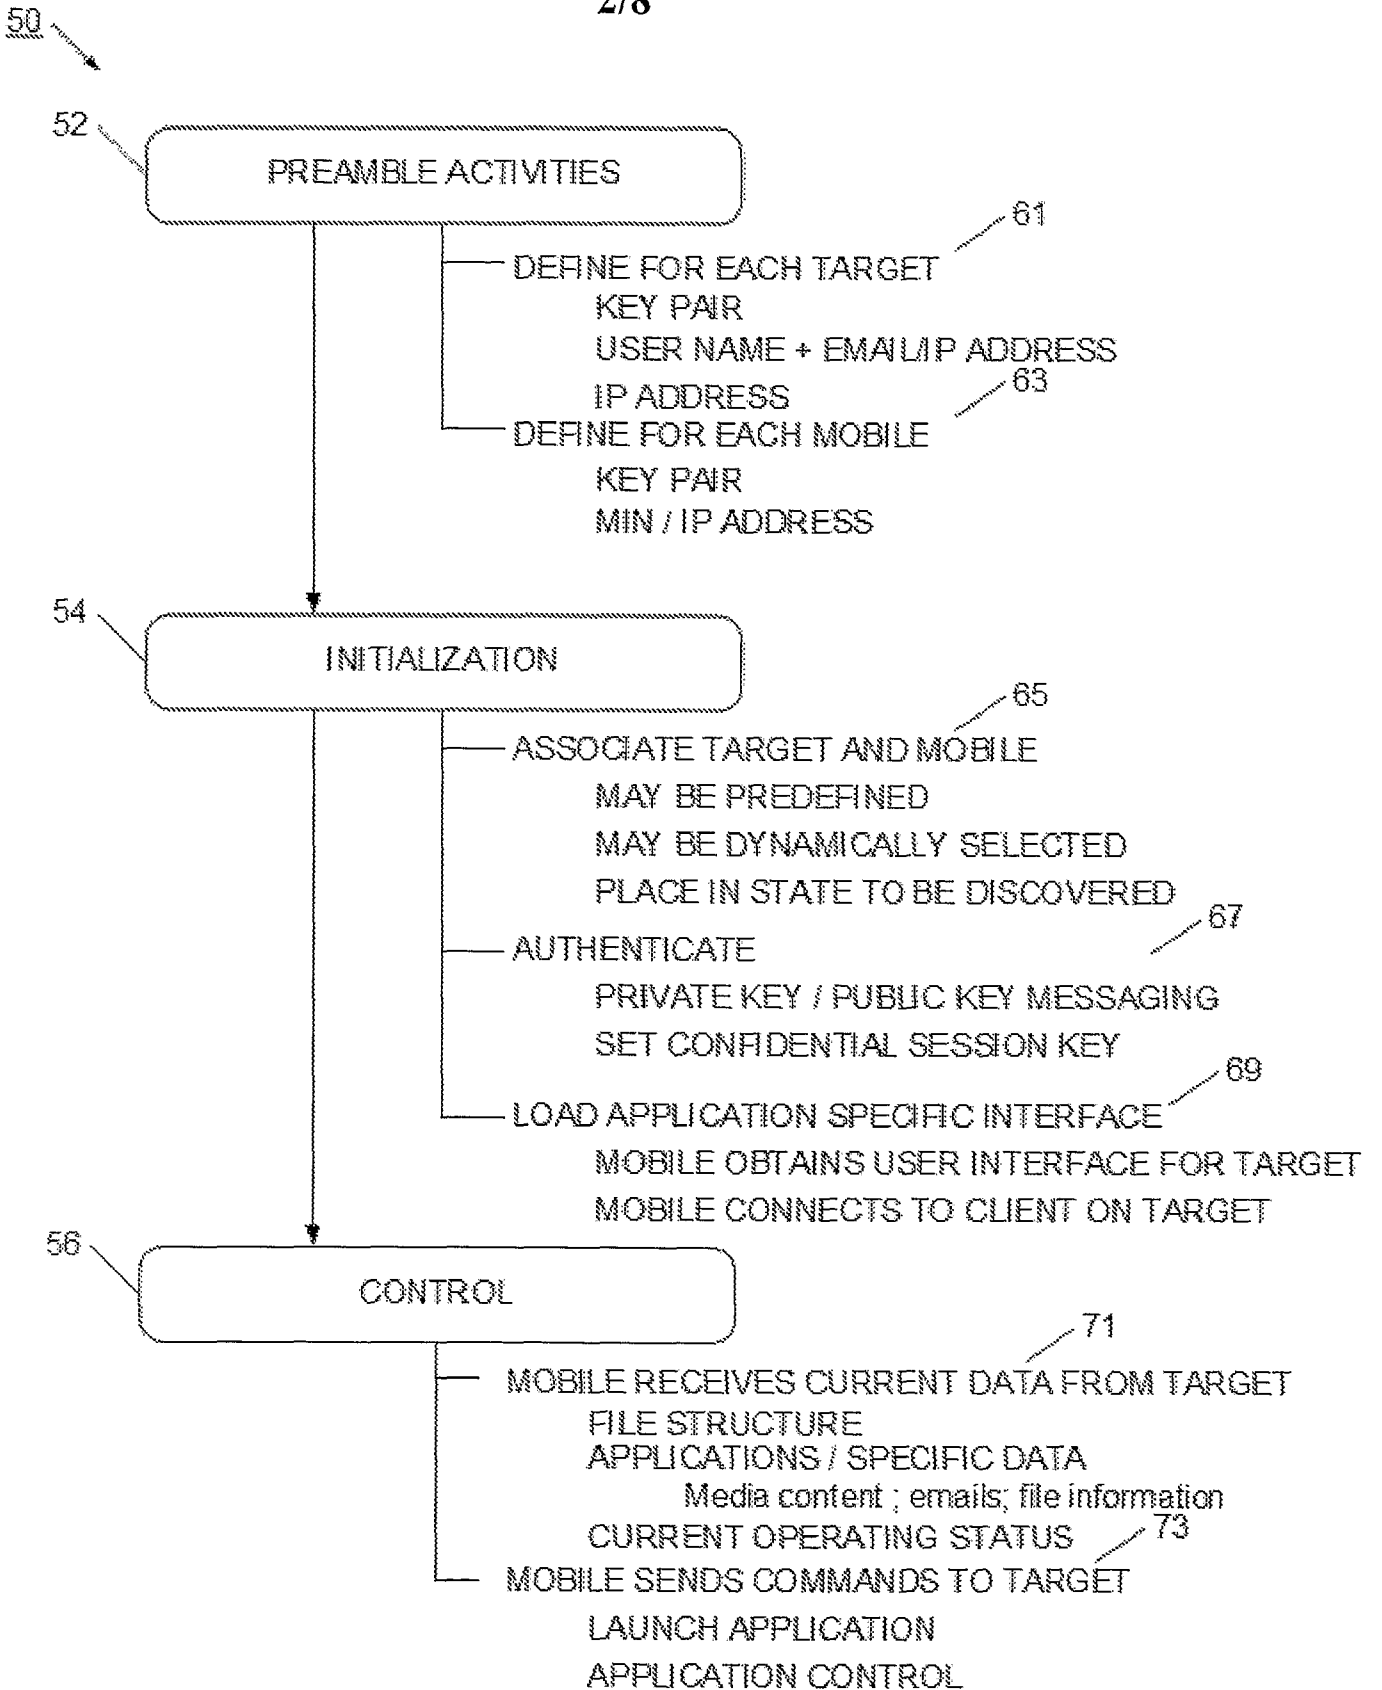 2/8
50
52
PREAMBLE ACTIVITIES
61
DEFINE FOR EACH TARGET
KEY PAIR
USER NAME + EMAIL/IP ADDRESS
63
IP ADDRESS
DEFINE FOR EACH MOBILE
KEY PAIR
MIN / IP ADDRESS
54
INITIALIZATION
65
ASSOCIATE TARGET AND MOBILE
MAY BE PREDEFINED
MAY BE DYNAMICALLY SELECTED
PLACE IN STATE TO BE DISCOVERED
67
AUTHENTICATE
PRIVATE KEY / PUBLIC KEY MESSAGING
SET CONFIDENTIAL SESSION KEY
69
LOAD APPLICATION SPECIFIC INTERFACE
MOBILE OBTAINS USER INTERFACE FOR TARGET
MOBILE CONNECTS TO CLIENT ON TARGET
56
CONTROL
71
MOBILE RECEIVES CURRENT DATA FROM TARGET
FILE STRUCTURE
APPLICATIONS / SPECIFIC DATA
Media content ; emails; file information
73
CURRENT OPERATING STATUS
MOBILE SENDS COMMANDS TO TARGET
LAUNCH APPLICATION
APPLICATION CONTROL